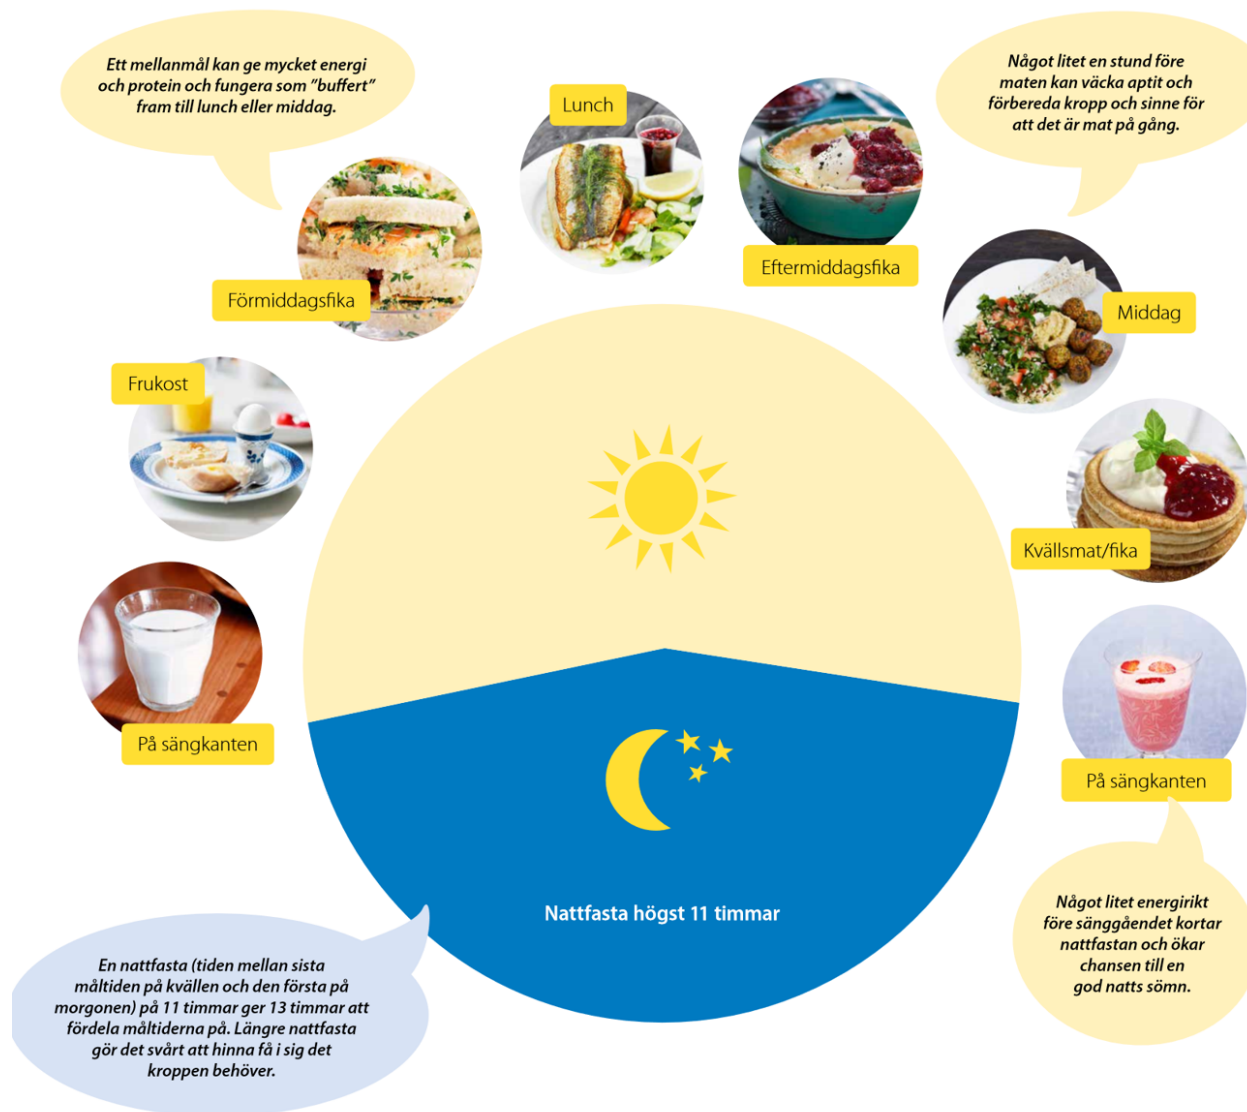 Ett mellanmål kan ge mycket energi
och protein och fungera som ”buffert”
fram till lunch eller middag.
Något litet en stund före
maten kan väcka aptit och
förbereda kropp och sinne för
att det är mat på gång.
Lunch
Eftermiddagsfika
Förmiddagsfika
Middag
Frukost
Kvällsmat/fika
På sängkanten
På sängkanten
Nattfasta högst 11 timmar
Något litet energirikt
före sänggåendet kortar
nattfastan och ökar
chansen till en
god natts sömn.
En nattfasta (tiden mellan sista
måltiden på kvällen och den första på
morgonen) på 11 timmar ger 13 timmar att
fördela måltiderna på. Längre nattfasta
gör det svårt att hinna få i sig det
kroppen behöver.